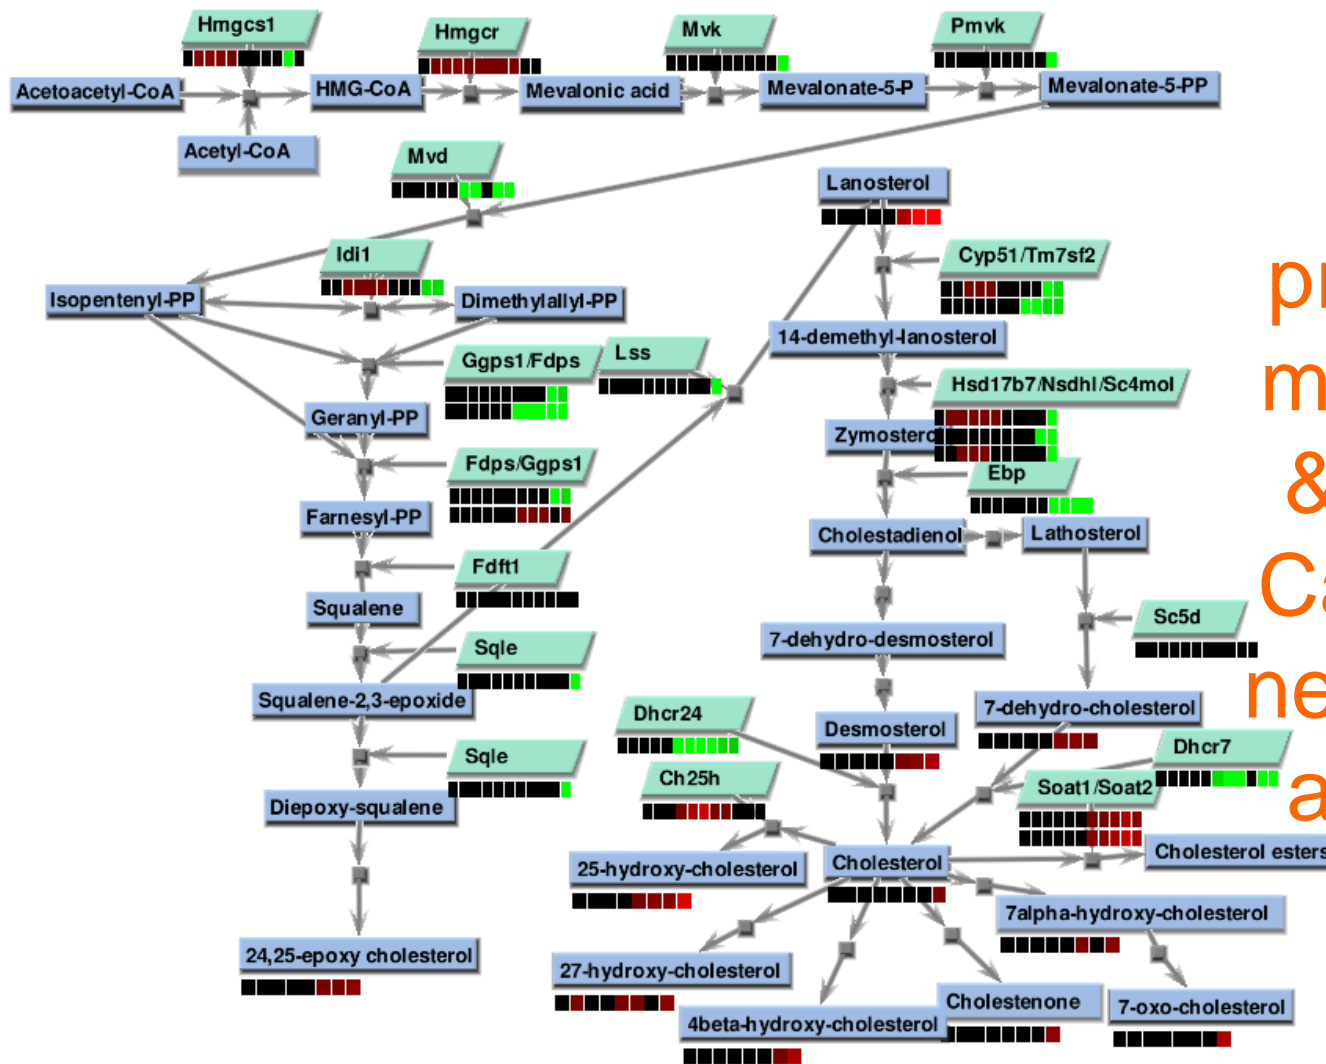 Hmgcs1
Hmgcr
Mvk
Pmvk
Acetoacetyl-CoA
HMG-CoA
Mevalonic acid
Mevalonate-5-P
Mevalonate-5-PP
Acetyl-CoA
Mvd
Lanosterol
Idi1
Cyp51/Tm7sf2
Isopentenyl-PP
Dimethylallyl-PP
14-demethyl-lanosterol
Ggps1/Fdps
Lss
Hsd17b7/Nsdhl/Sc4mol
Geranyl-PP
Zymosterol
Fdps/Ggps1
Ebp
Farnesyl-PP
Cholestadienol
Lathosterol
Fdft1
Squalene
7-dehydro-desmosterol
Sc5d
Sqle
Squalene-2,3-epoxide
Dhcr24
Desmosterol
7-dehydro-cholesterol
Sqle
Ch25h
Dhcr7
Diepoxy-squalene
Soat1/Soat2
25-hydroxy-cholesterol
Cholesterol
Cholesterol esters
7alpha-hydroxy-cholesterol
24,25-epoxy cholesterol
27-hydroxy-cholesterol
Cholestenone
7-oxo-cholesterol
4beta-hydroxy-cholesterol
pr
m
&
Ca
ne
a